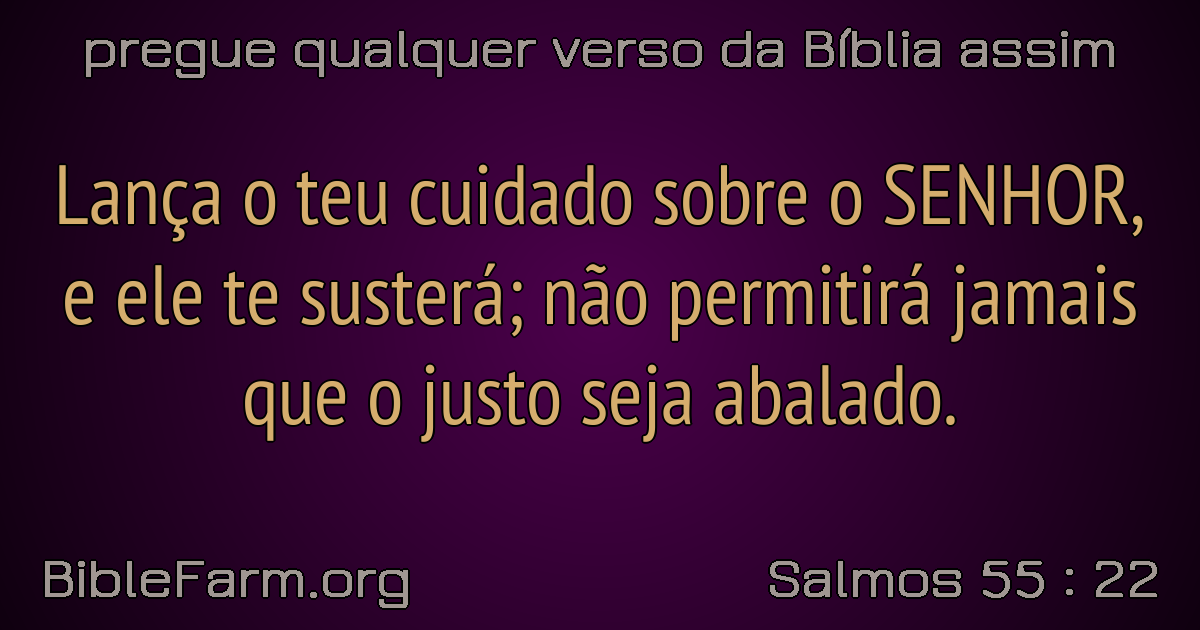 pregue qualquer verso da Bíblia assim
Lança o teu cuidado sobre o SENHOR,
e ele te susterá; não permitirá jamais
que o justo seja abalado.
BibleFarm.org
Salmos 55 : 22